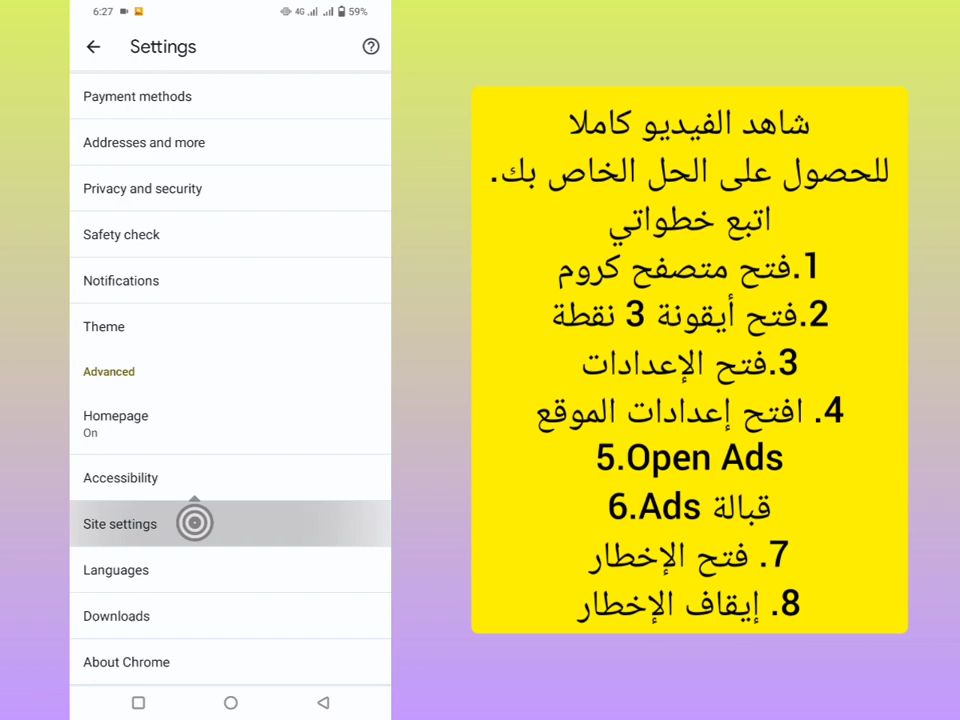 6:27
4G
59%
Settings
Payment methods
Addresses and more
Privacy and security
Safety check
Notifications
Theme
Advanced
Homepage
On
Accessibility
Site settings
Languages
Downloads
About Chrome
شاهد الفيديو كاملا
للحصول على الحل الخاص بك.
اتبع خطواتي
1.فتح متصفح كروم
2.فتح أيقونة 3 نقطة
3.فتح الإعدادات
4. افتح إعدادات الموقع
5.Open Ads
6.Ads قبالة
7. فتح الإخطار
8. إيقاف الإخطار